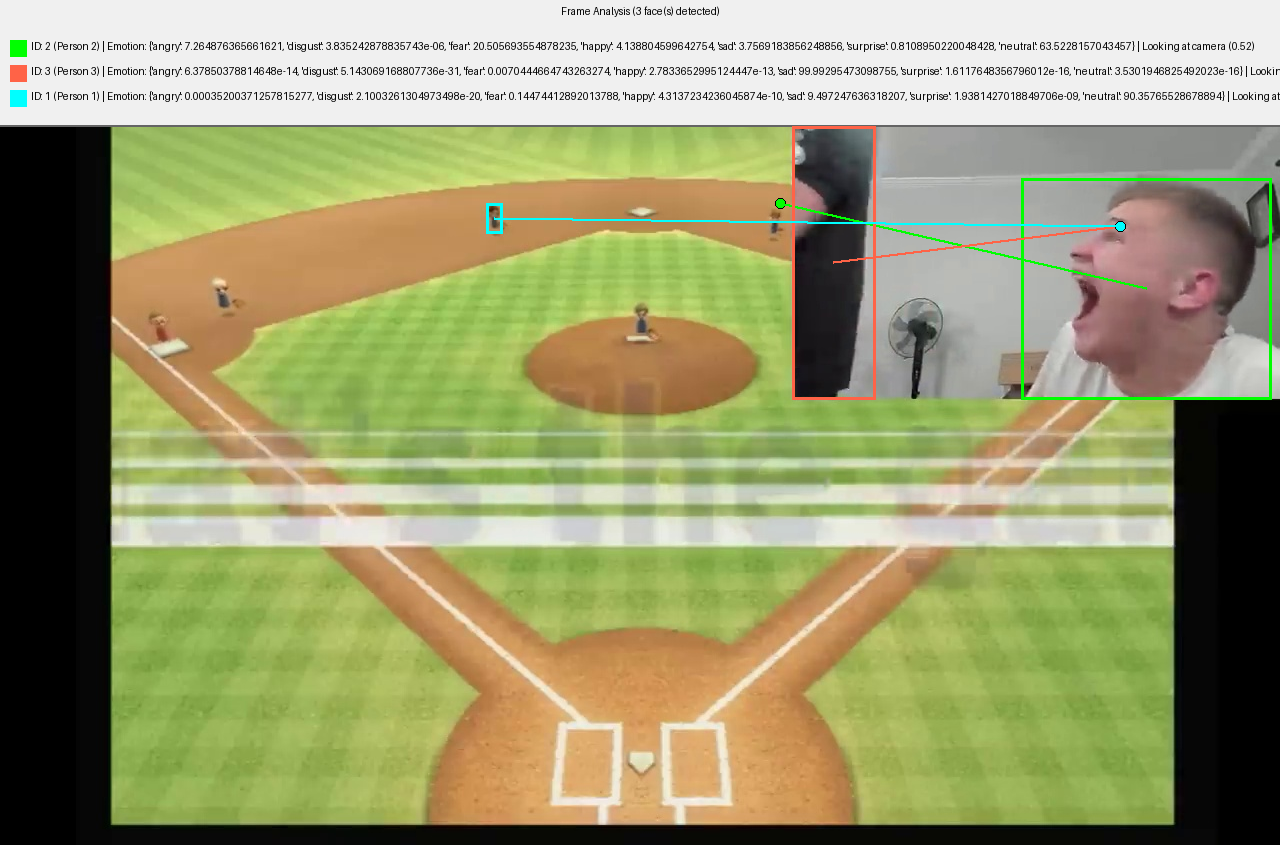 Frame Analysis (3 face(s) detected)
ID: 2 (Person 2) | Emotion: {'angry': 7.264876365661621, 'disgust': 3.835242878835743e-06, 'fear': 20.505693554878235, 'happy': 4.138804599642754, 'sad': 3.7569183856248856, 'surprise': 0.8108950220048428, 'neutral': 63.5228157043457} | Looking at camera (0.52)
ID: 3 (Person 3) | Emotion: {'angry': 6.37850378814648e-14, 'disgust': 5.143069168807736e-31, 'fear': 0.0070444664743263274, 'happy': 2.7833652995124447e-13, 'sad': 99.99295473098755, 'surprise': 1.6117648356796012e-16, 'neutral': 3.5301946825492023e-16} | Lookin
ID: 1 (Person 1) | Emotion: {'angry': 0.00035200371257815277, 'disgust': 2.1003261304973498e-20, 'fear': 0.14474412892013788, 'happy': 4.3137234236045874e-10, 'sad': 9.497247636318207, 'surprise': 1.9381427018849706e-09, 'neutral': 90.35765528678894} | Looking at
the